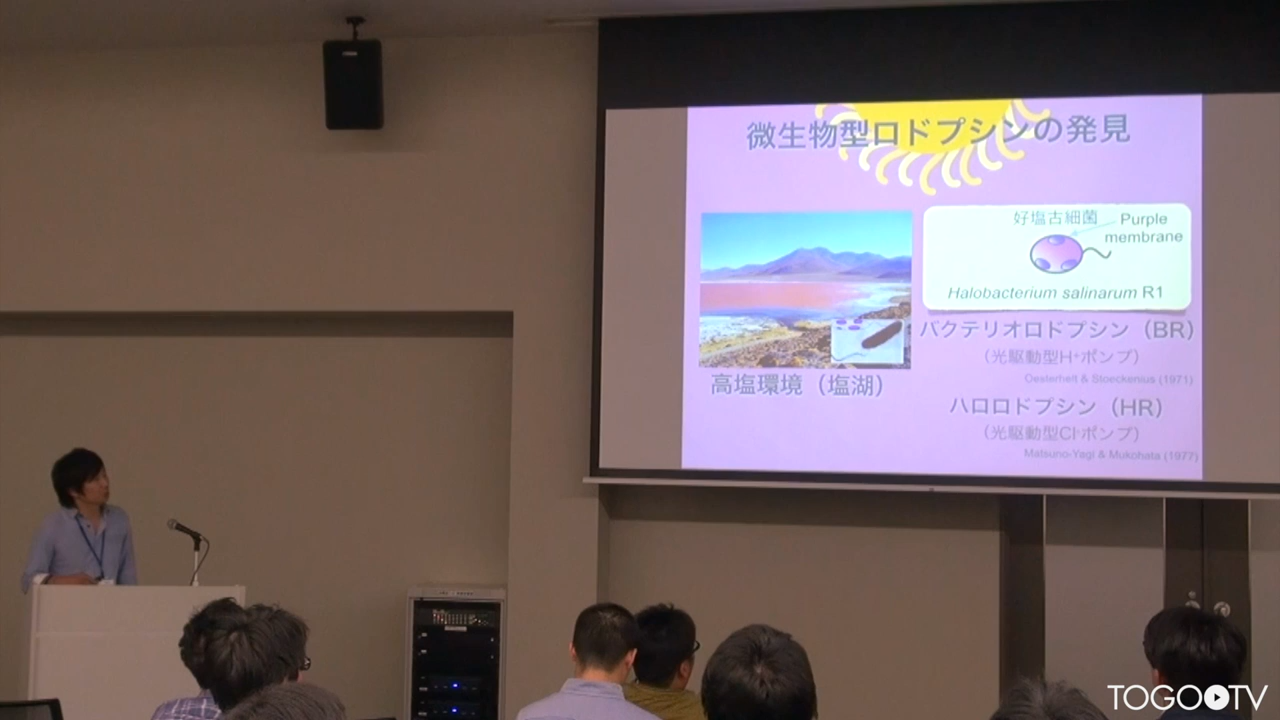 微生物型ロドプシンの発見
好塩古細菌
Purple
membrane
Halobacterium salinarum R1
バクテリオロドプシン（BR）
（光駆動型H⁺ポンプ）
Oesterhelt & Stoeckenius (1971)
高塩環境（塩湖）
ハロロドプシン（HR）
（光駆動型Cl⁻ポンプ）
Matsuno-Yagi & Mukohata (1977)
TOGOTV